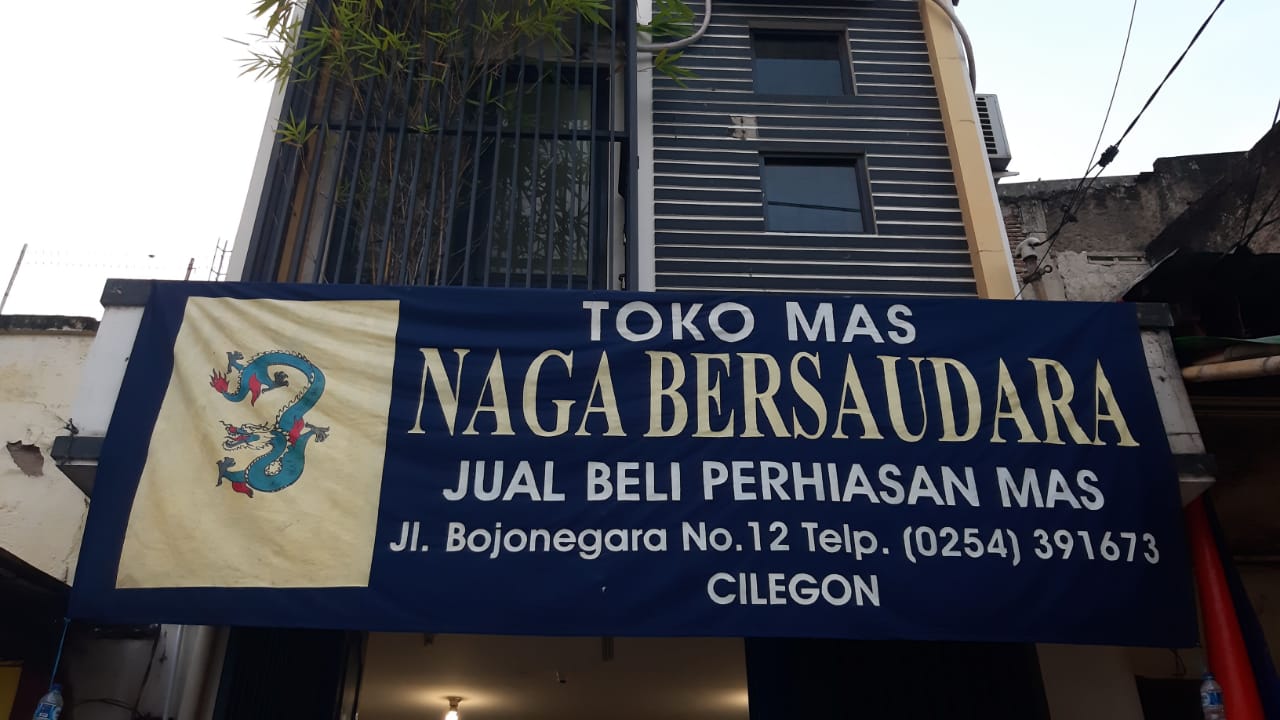 TOKO MAS
NAGA BERSAUDARA
JUAL BELI PERHIASAN MAS
Jl. Bojonegara No.12 Telp. (0254) 391673
CILEGON